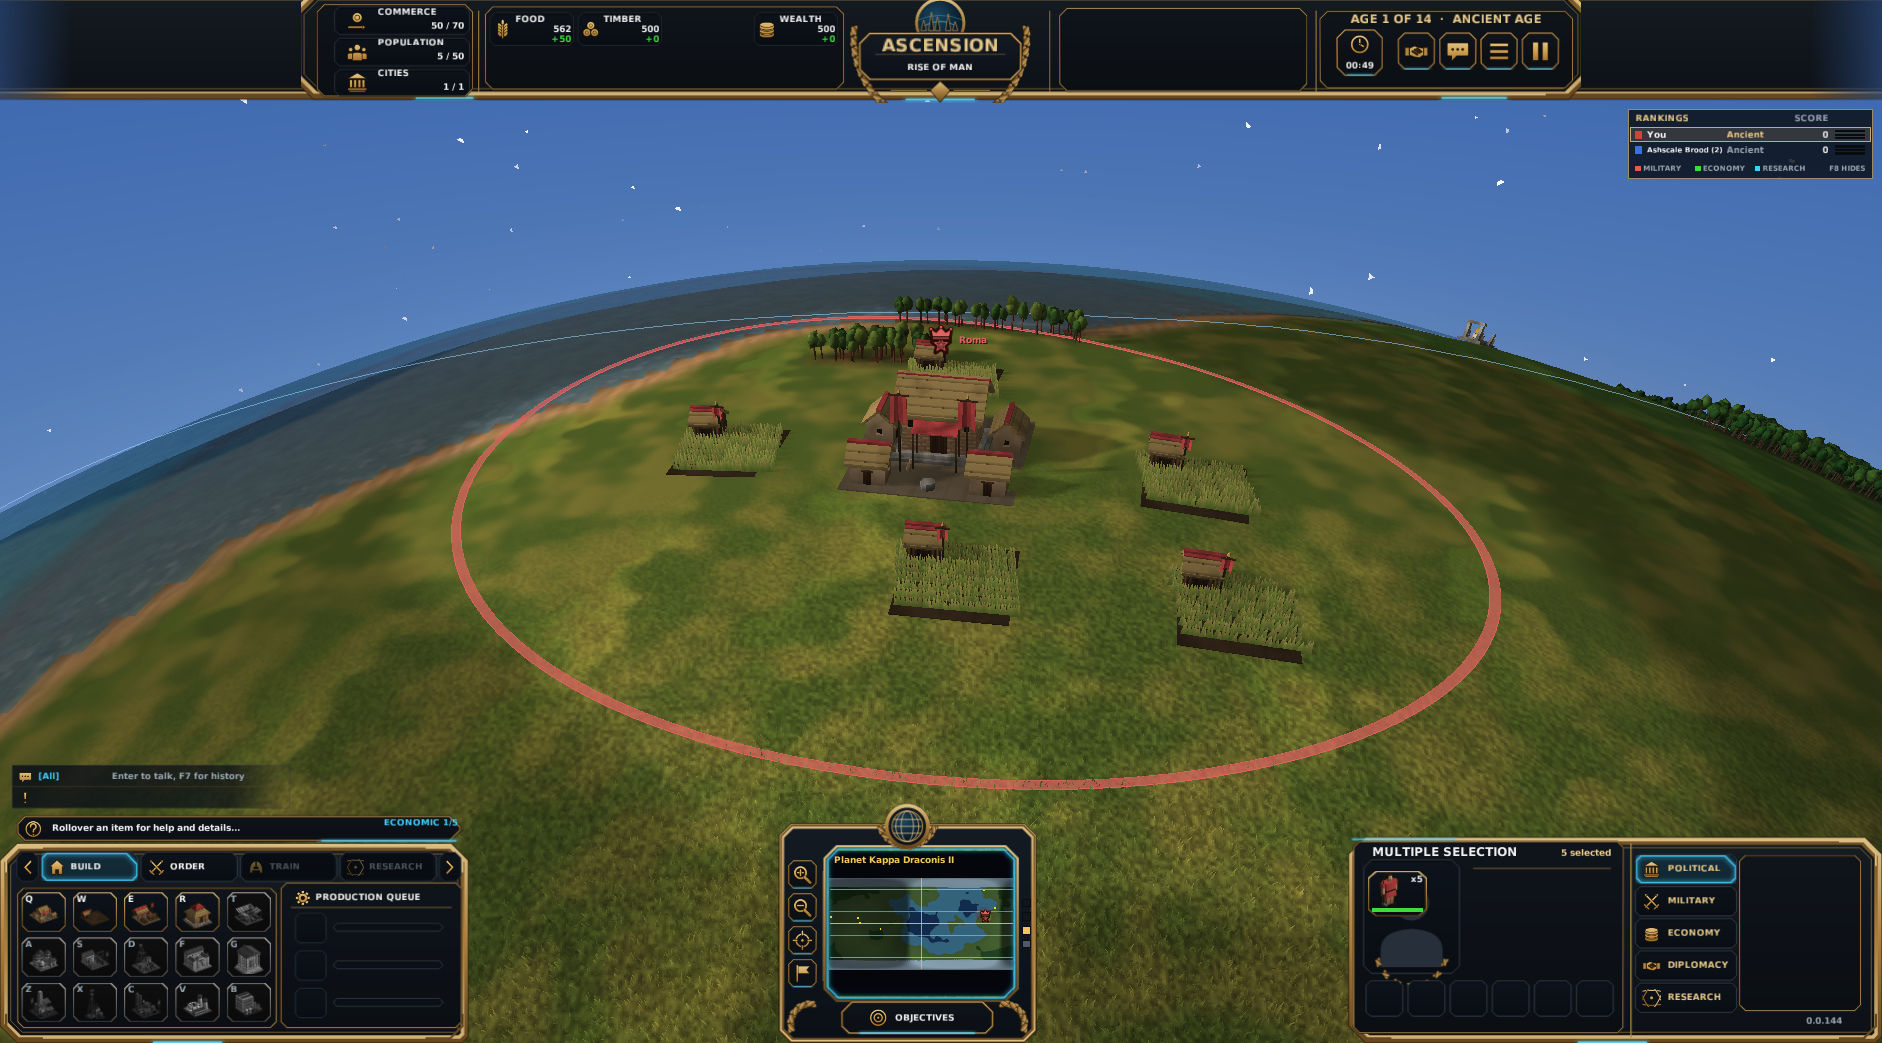 COMMERCE
50 / 70
POPULATION
5 / 50
CITIES
1 / 1
FOOD
562
+50
TIMBER
500
+0
WEALTH
500
+0
ASCENSION
RISE OF MAN
AGE 1 OF 14 · ANCIENT AGE
00:49
RANKINGS SCORE
You Ancient 0
Ashscale Brood (2) Ancient 0
MILITARY ECONOMY RESEARCH F8 HIDES
Roma
[All] Enter to talk, F7 for history
!
Rollover an item for help and details...
ECONOMIC 1/5
BUILD ORDER TRAIN RESEARCH
Q W E R T
A S D F G
Z X C V B
PRODUCTION QUEUE
Planet Kappa Draconis II
OBJECTIVES
MULTIPLE SELECTION 5 selected
x5
POLITICAL
MILITARY
ECONOMY
DIPLOMACY
RESEARCH
0.0.144